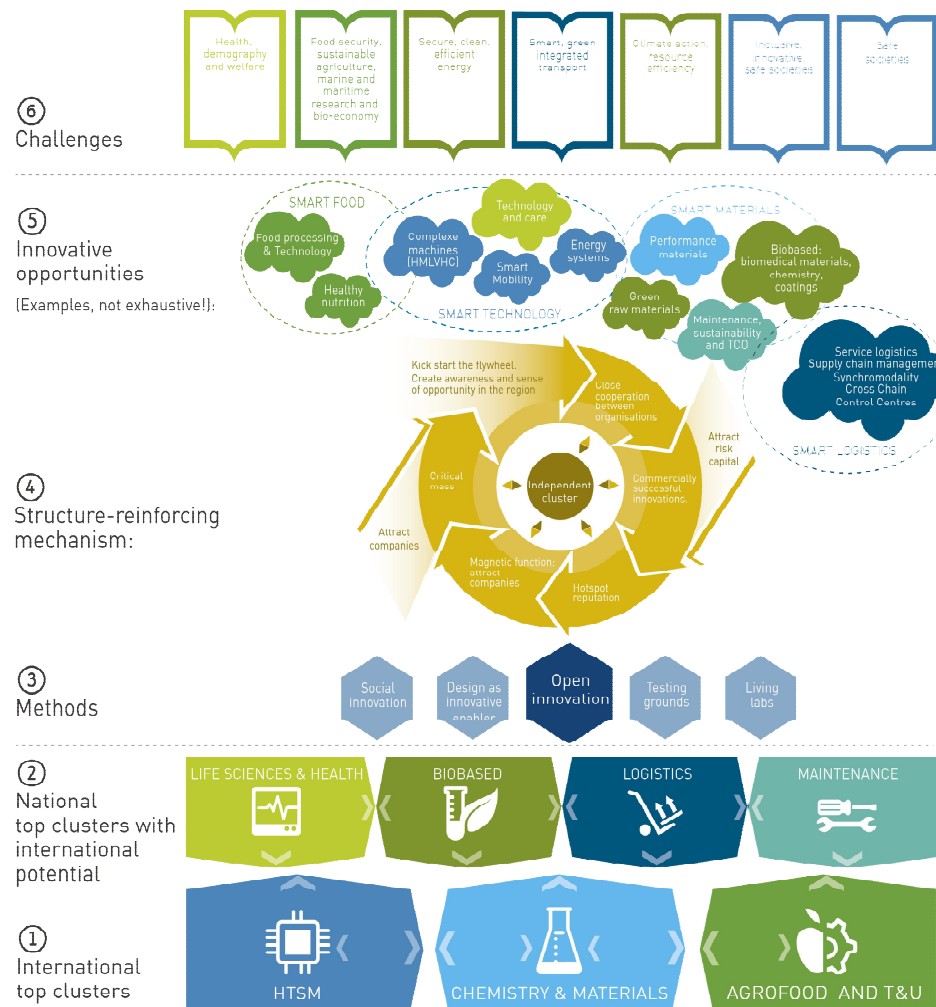 6
Challenges
Health,
demography
and welfare
Food security,
sustainable
agriculture,
marine and
maritime
research and
bio-economy
Secure, clean,
efficient
energy
Smart, green
integrated
transport
Climate action,
resource
efficiency
Inclusive,
innovative,
safe societies
Safe
societies
5
Innovative
opportunities
(Examples, not exhaustive!):
SMART FOOD
Food processing
& Technology
Healthy
nutrition
Technology
and care
Complexe
machines
(HMLVHC)
Smart
Mobility
Energy
systems
SMART TECHNOLOGY
SMART MATERIALS
Performance
materials
Biobased:
biomedical materials,
chemistry,
coatings
Green
raw materials
Maintenance,
sustainability
and TCO
Service logistics
Supply chain management
Synchromodality
Cross Chain
Control Centres
SMART LOGISTICS
4
Structure-reinforcing
mechanism:
Kick start the flywheel.
Create awareness and sense
of opportunity in the region
Close
cooperation
between
organisations
Attract
risk
capital
Commercially
successful
innovations.
Hotspot
reputation
Magnetic function:
attract
companies
Attract
companies
Critical
mass
Independent
cluster
3
Methods
Social
innovation
Design as
innovative
enabler
Open
innovation
Testing
grounds
Living
labs
2
National
top clusters with
international
potential
LIFE SCIENCES & HEALTH
BIOBASED
LOGISTICS
MAINTENANCE
1
International
top clusters
HTSM
CHEMISTRY & MATERIALS
AGROFOOD AND T&U